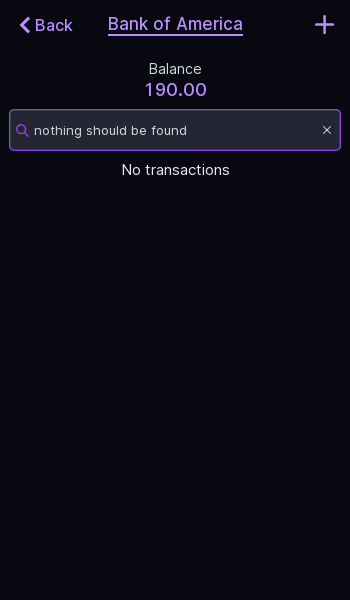 Back
Bank of America
Balance
190.00
nothing should be found
No transactions